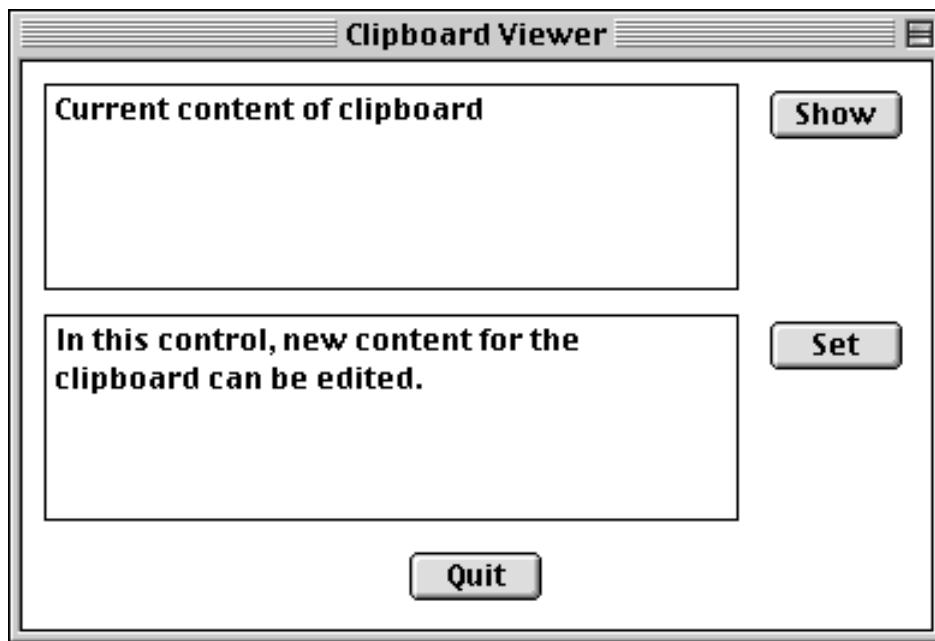 Clipboard Viewer
Current content of clipboard
Show
In this control, new content for the
clipboard can be edited.
Set
Quit